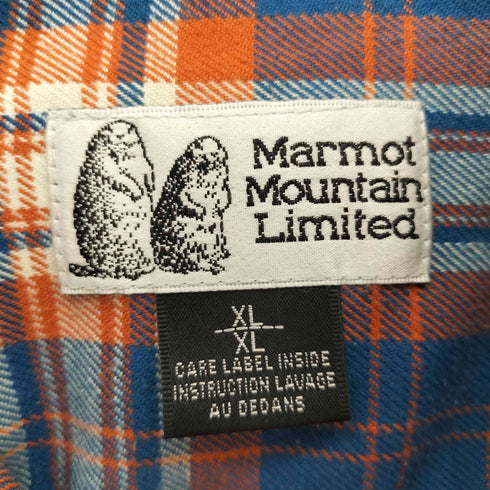 Marmot
Mountain
Limited
XL
XL
CARE LABEL INSIDE
INSTRUCTION LAVAGE
AU DEDANS